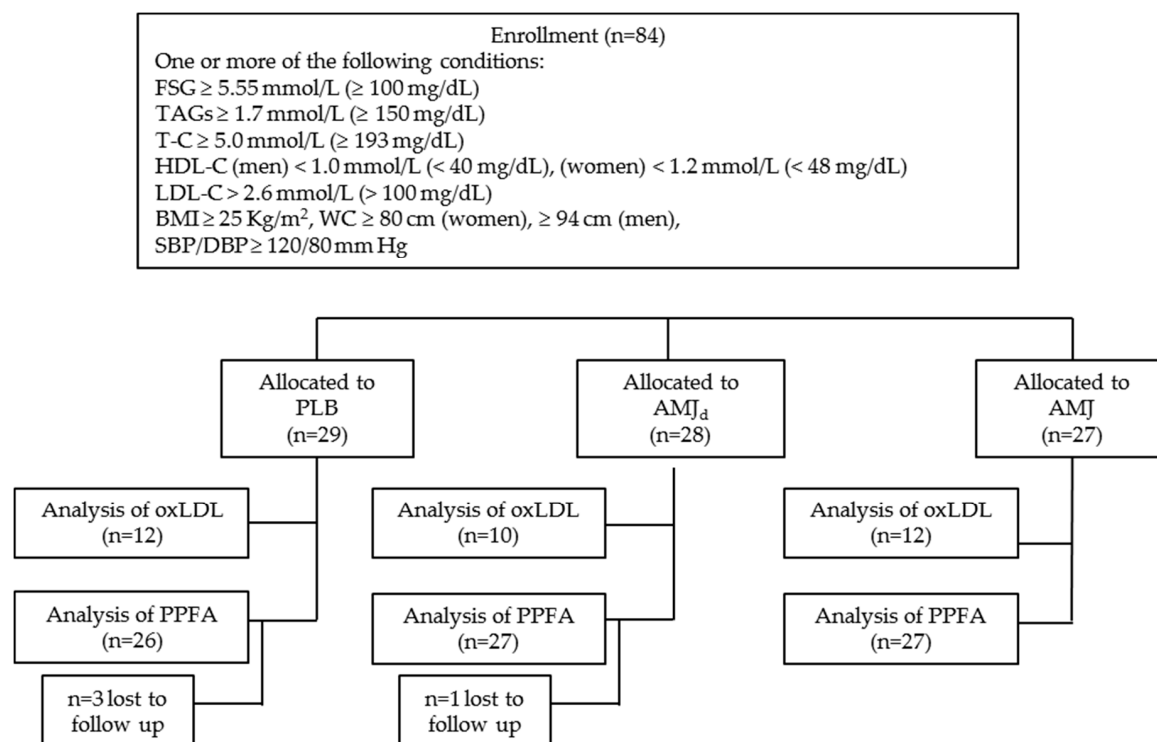 Enrollment (n=84)
One or more of the following conditions:
FSG ≥ 5.55 mmol/L (≥ 100 mg/dL)
TAGs ≥ 1.7 mmol/L (≥ 150 mg/dL)
T-C ≥ 5.0 mmol/L (≥ 193 mg/dL)
HDL-C (men) < 1.0 mmol/L (< 40 mg/dL), (women) < 1.2 mmol/L (< 48 mg/dL)
LDL-C > 2.6 mmol/L (> 100 mg/dL)
BMI ≥ 25 Kg/m², WC ≥ 80 cm (women), ≥ 94 cm (men),
SBP/DBP ≥ 120/80 mm Hg
Allocated to
PLB
(n=29)
Allocated to
AMJd
(n=28)
Allocated to
AMJ
(n=27)
Analysis of oxLDL
(n=12)
Analysis of oxLDL
(n=10)
Analysis of oxLDL
(n=12)
Analysis of PPFA
(n=26)
Analysis of PPFA
(n=27)
Analysis of PPFA
(n=27)
n=3 lost to
follow up
n=1 lost to
follow up